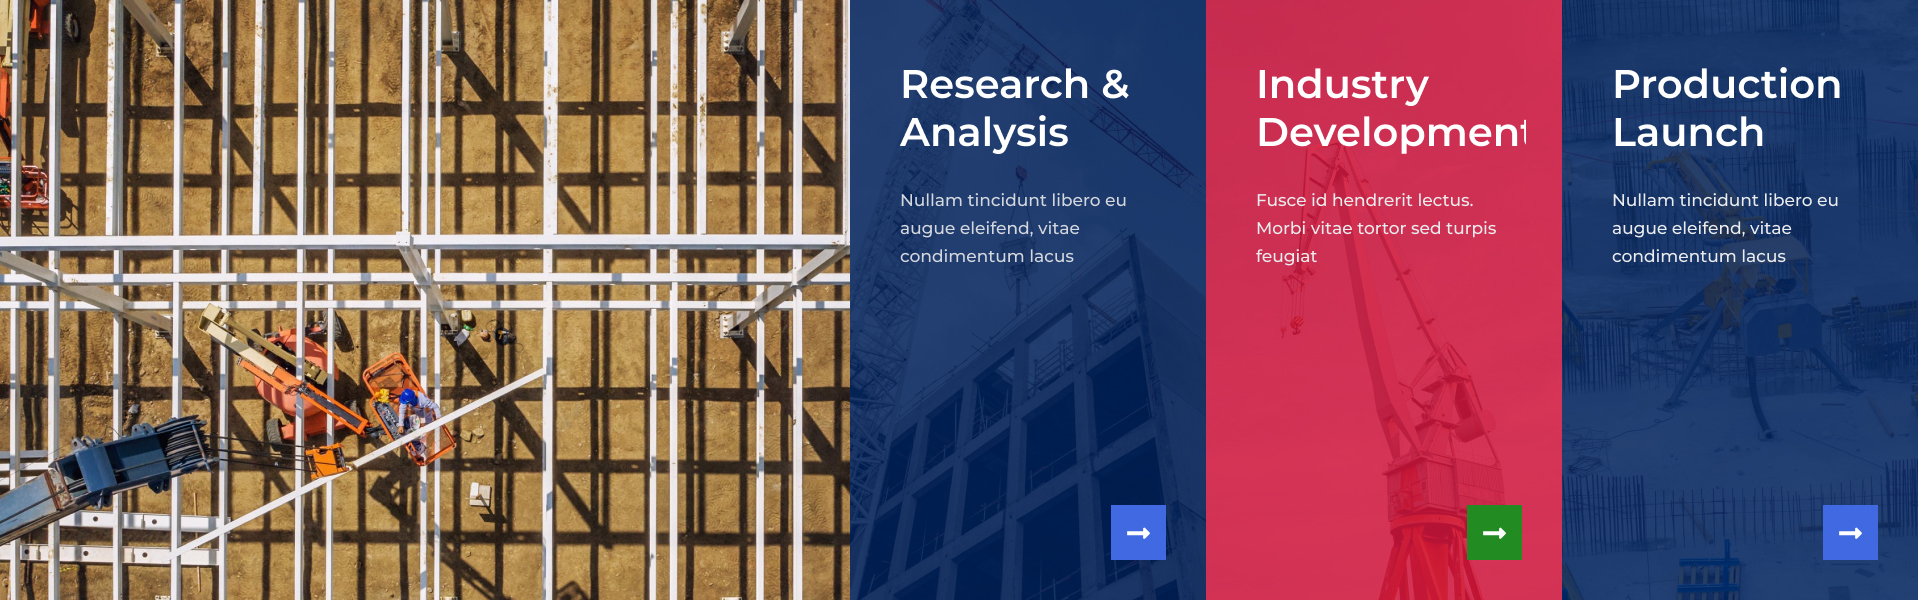 Research &
Analysis
Nullam tincidunt libero eu
augue eleifend, vitae
condimentum lacus
Industry
Development
Fusce id hendrerit lectus.
Morbi vitae tortor sed turpis
feugiat
Production
Launch
Nullam tincidunt libero eu
augue eleifend, vitae
condimentum lacus